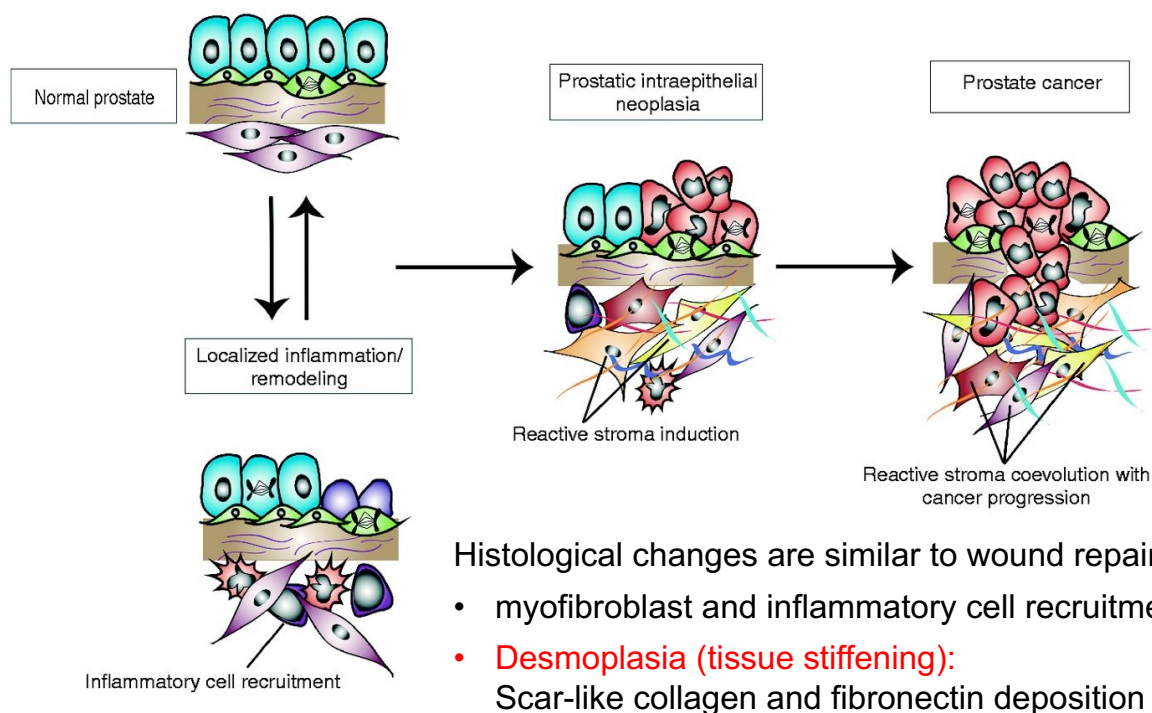 Normal prostate
Prostatic intraepithelial
neoplasia
Prostate cancer
Localized inflammation/
remodeling
Reactive stroma induction
Reactive stroma coevolution with
cancer progression
Inflammatory cell recruitment
Histological changes are similar to wound repair
• myofibroblast and inflammatory cell
• Desmoplasia (tissue stiffening):
Scar-like collagen and fibronectin deposition